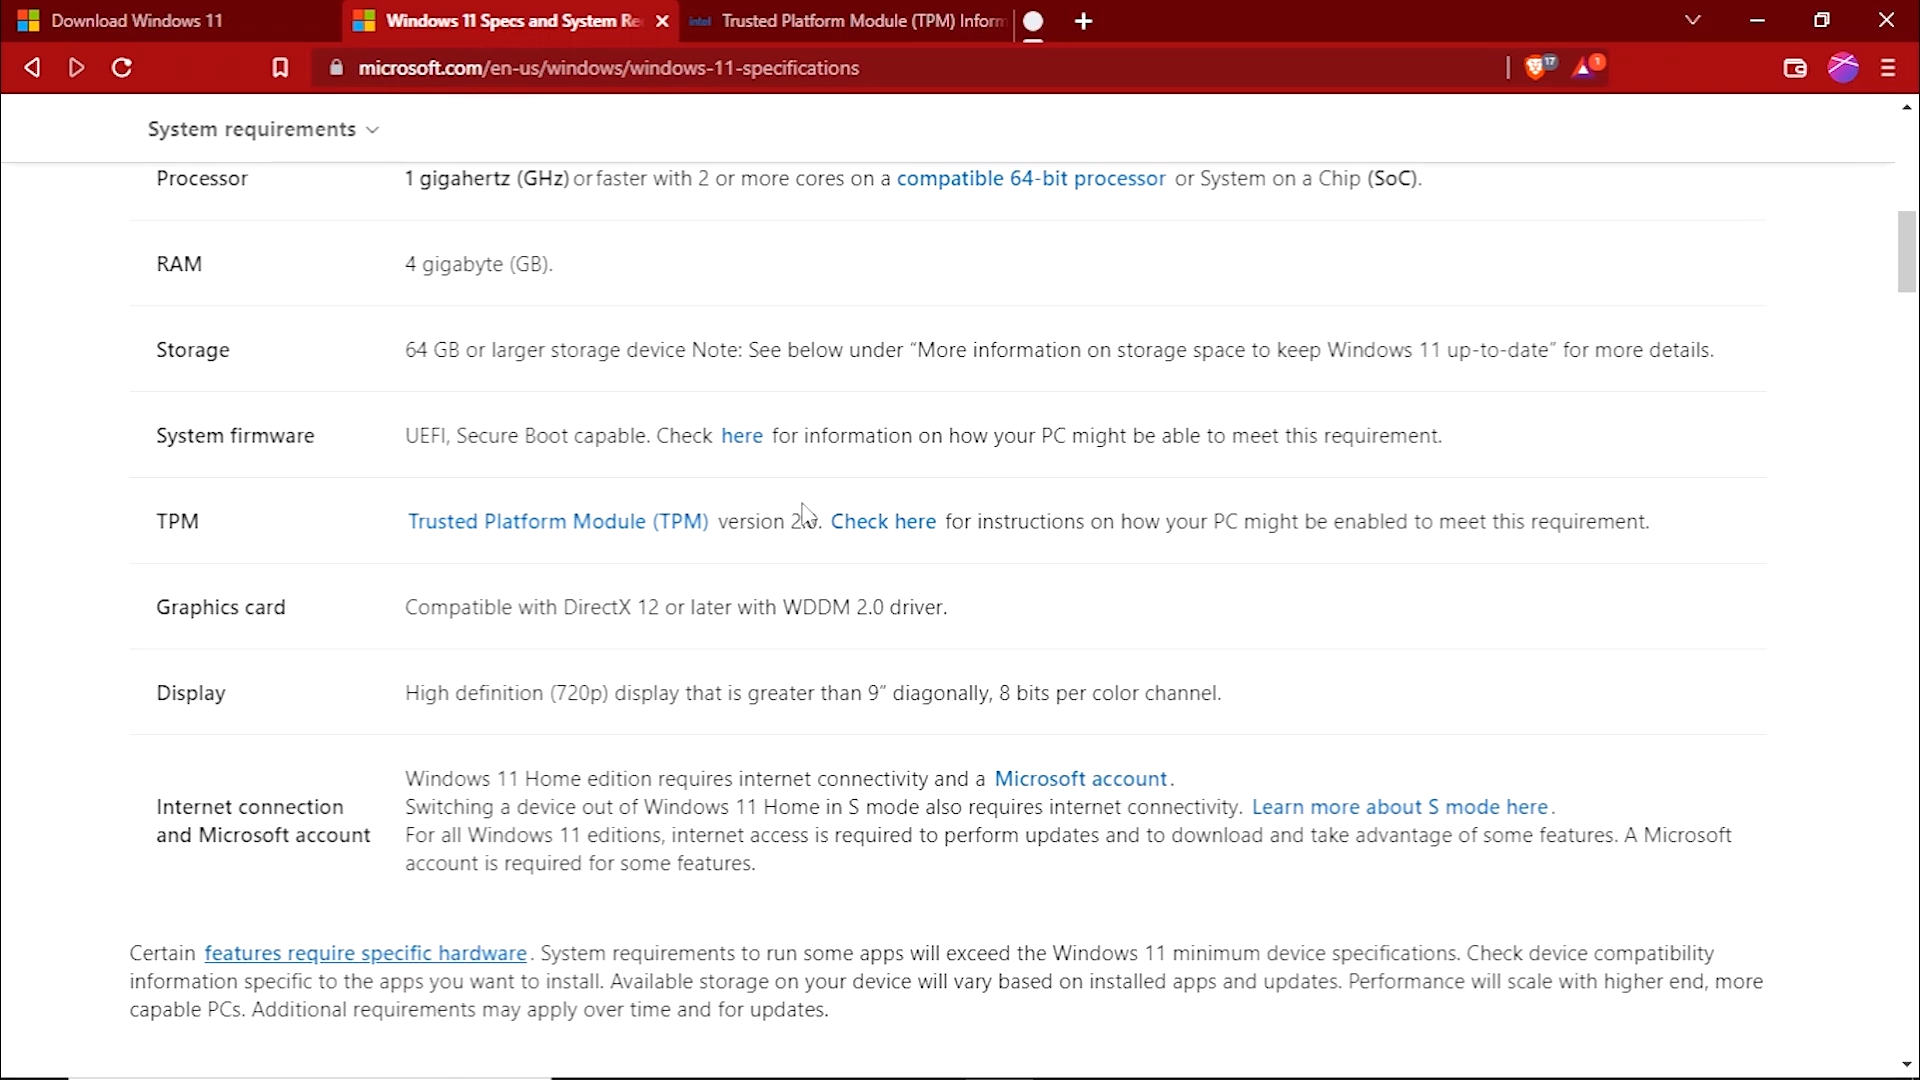 Download Windows 11
Windows 11 Specs and System Re
intel Trusted Platform Module (TPM) Inform
microsoft.com/en-us/windows/windows-11-specifications
17
1
System requirements
Processor
1 gigahertz (GHz) or faster with 2 or more cores on a compatible 64-bit processor or System on a Chip (SoC).
RAM
4 gigabyte (GB).
Storage
64 GB or larger storage device Note: See below under “More information on storage space to keep Windows 11 up-to-date” for more details.
System firmware
UEFI, Secure Boot capable. Check here for information on how your PC might be able to meet this requirement.
TPM
Trusted Platform Module (TPM) version 2.0. Check here for instructions on how your PC might be enabled to meet this requirement.
Graphics card
Compatible with DirectX 12 or later with WDDM 2.0 driver.
Display
High definition (720p) display that is greater than 9” diagonally, 8 bits per color channel.
Internet connection
and Microsoft account
Windows 11 Home edition requires internet connectivity and a Microsoft account.
Switching a device out of Windows 11 Home in S mode also requires internet connectivity. Learn more about S mode here.
For all Windows 11 editions, internet access is required to perform updates and to download and take advantage of some features. A Microsoft
account is required for some features.
Certain features require specific hardware. System requirements to run some apps will exceed the Windows 11 minimum device specifications. Check device compatibility
information specific to the apps you want to install. Available storage on your device will vary based on installed apps and updates. Performance will scale with higher end, more
capable PCs. Additional requirements may apply over time and for updates.